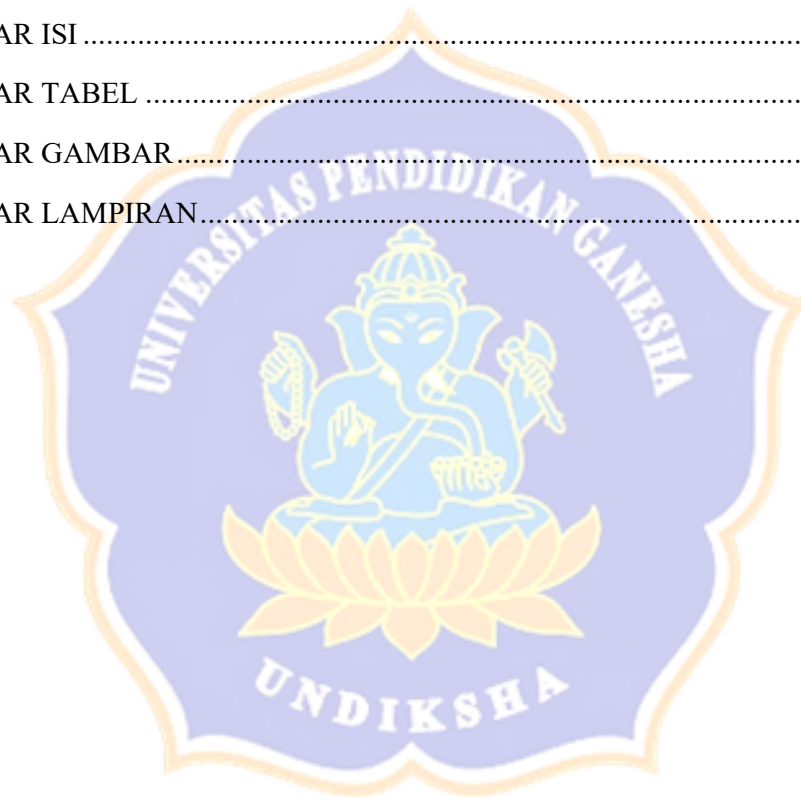 AR ISI ..........................................................................................
AR TABEL ..................................................................................
AR GAMBAR ..............................................................................
AR LAMPIRAN ...........................................................................
UNIVERSITAS PENDIDIKAN GANESHA
UNDIKSHA